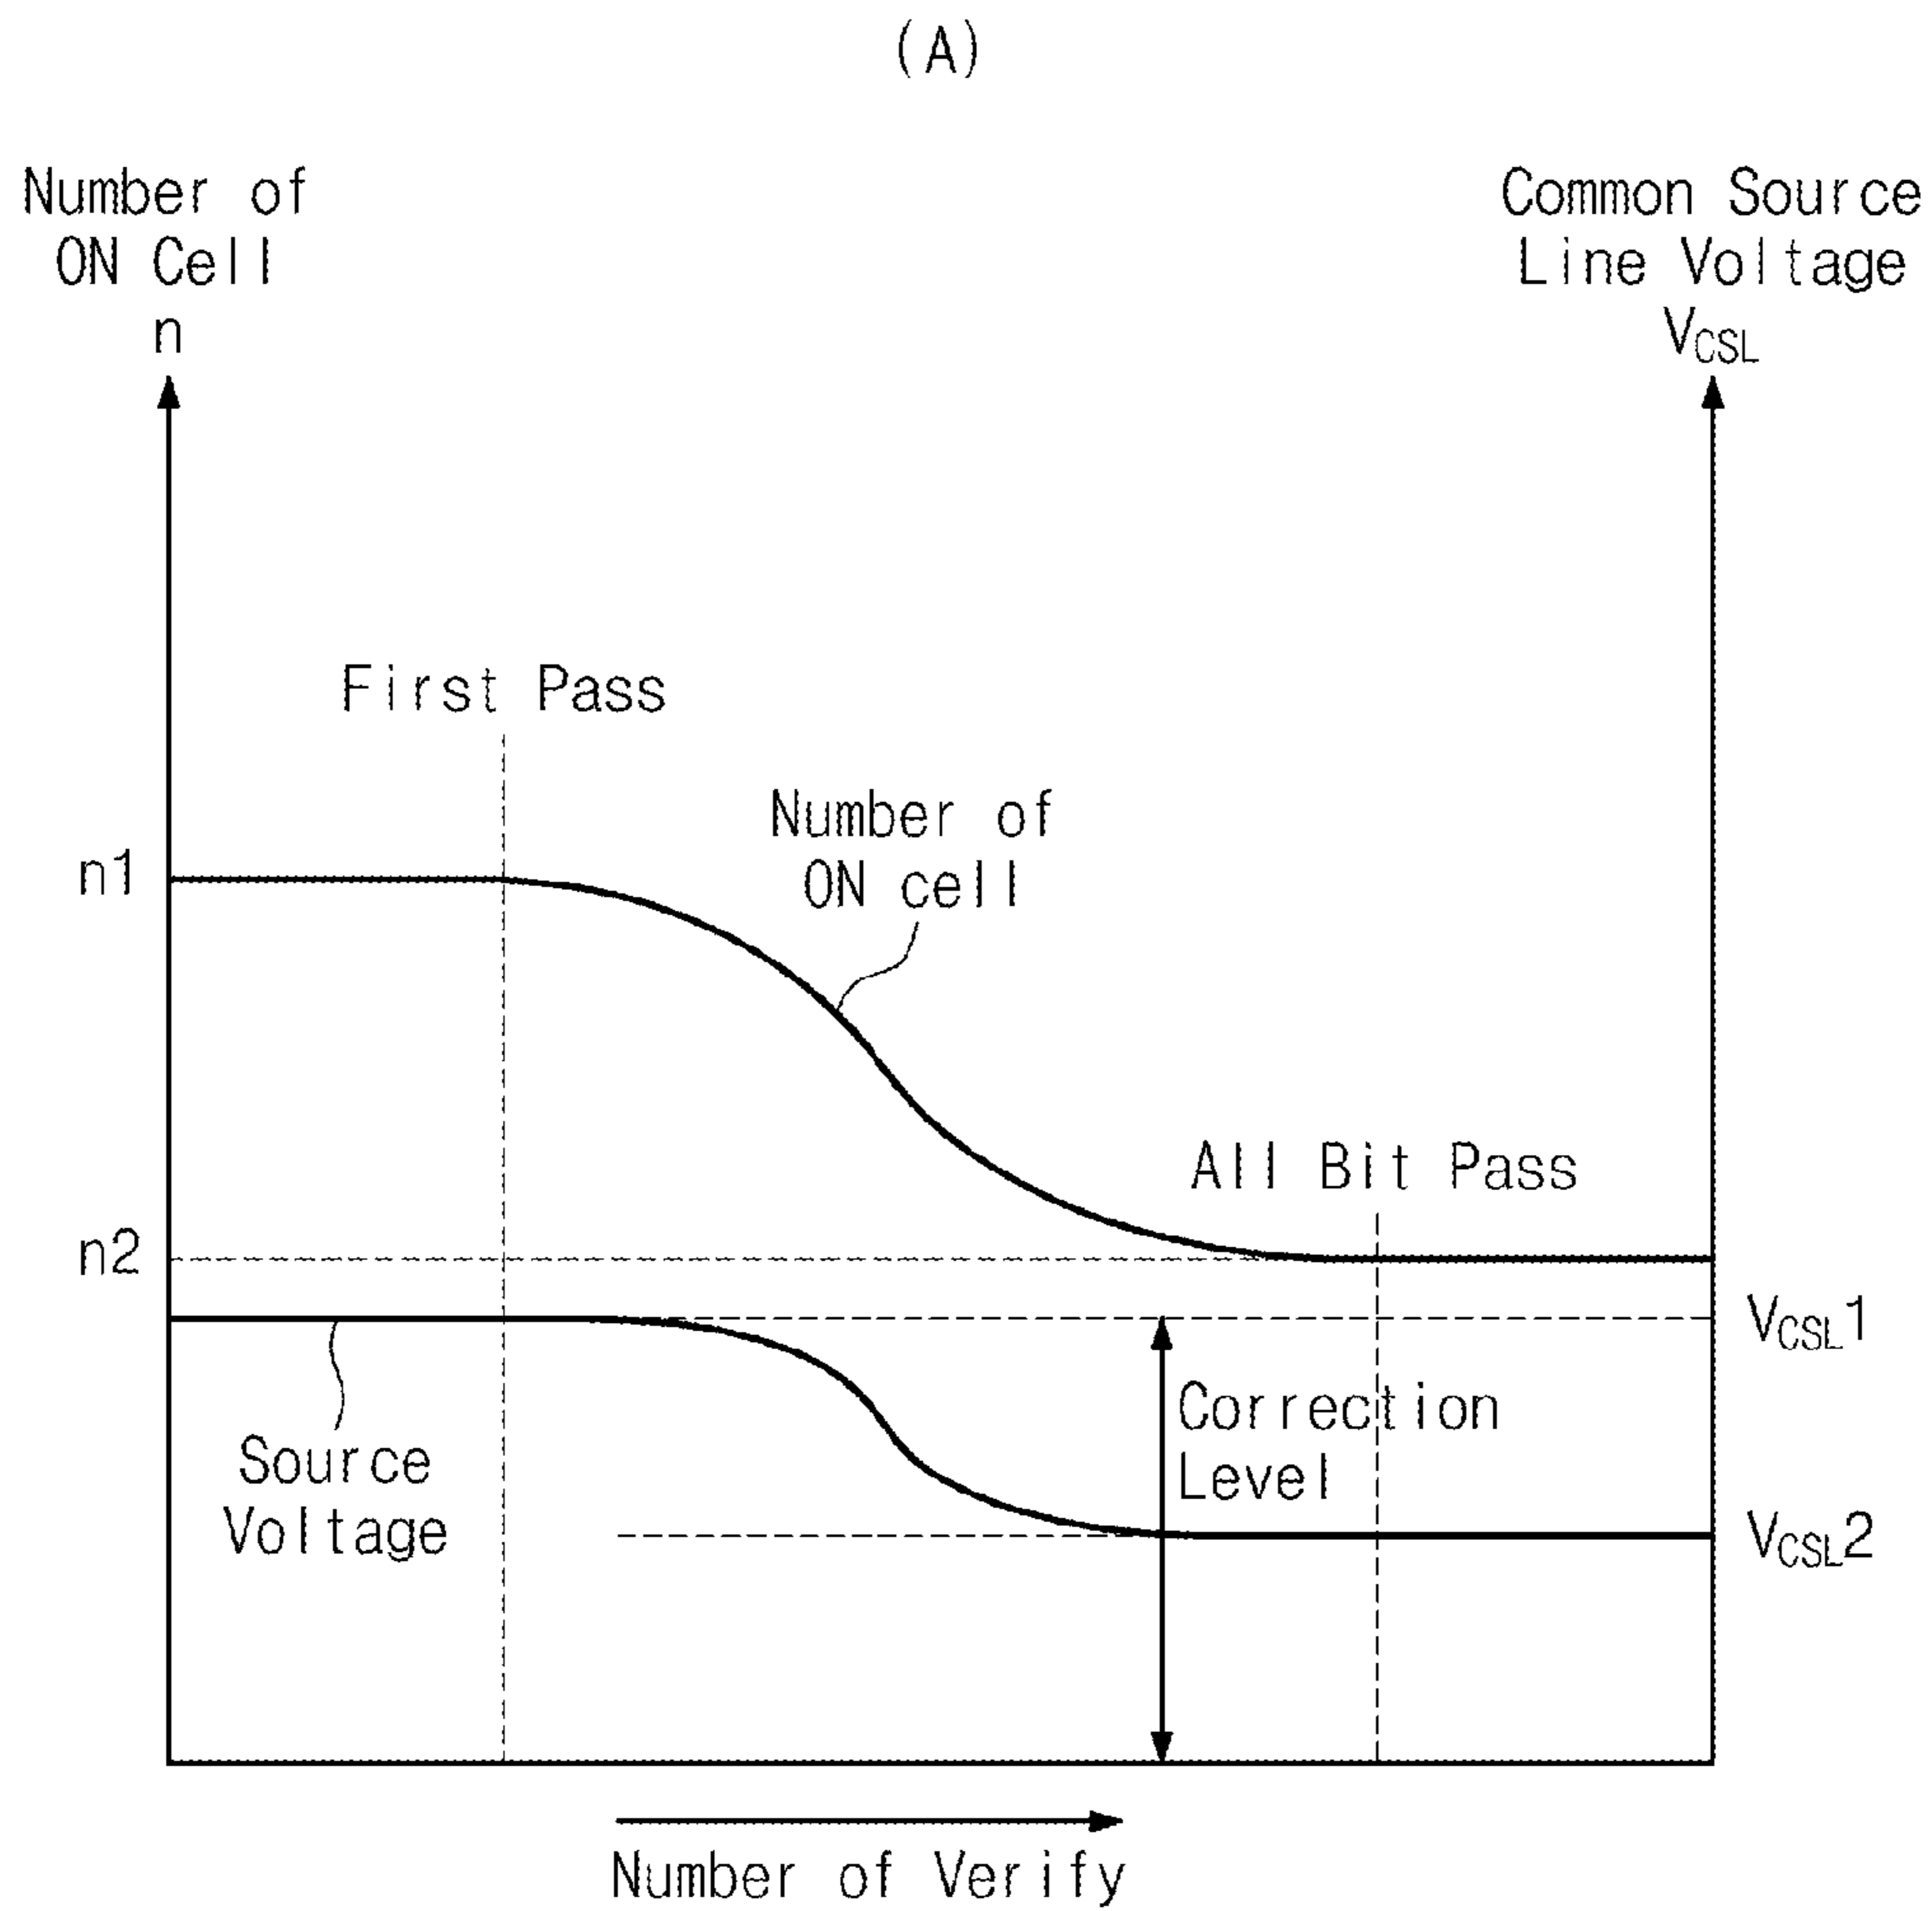 (A)
Number of
ON Cell
n
Common Source
Line Voltage
VCSL
First Pass
Number of
ON cell
n1
All Bit Pass
n2
VCSL1
Correction
Level
Source
Voltage
VCSL2
Number of Verify